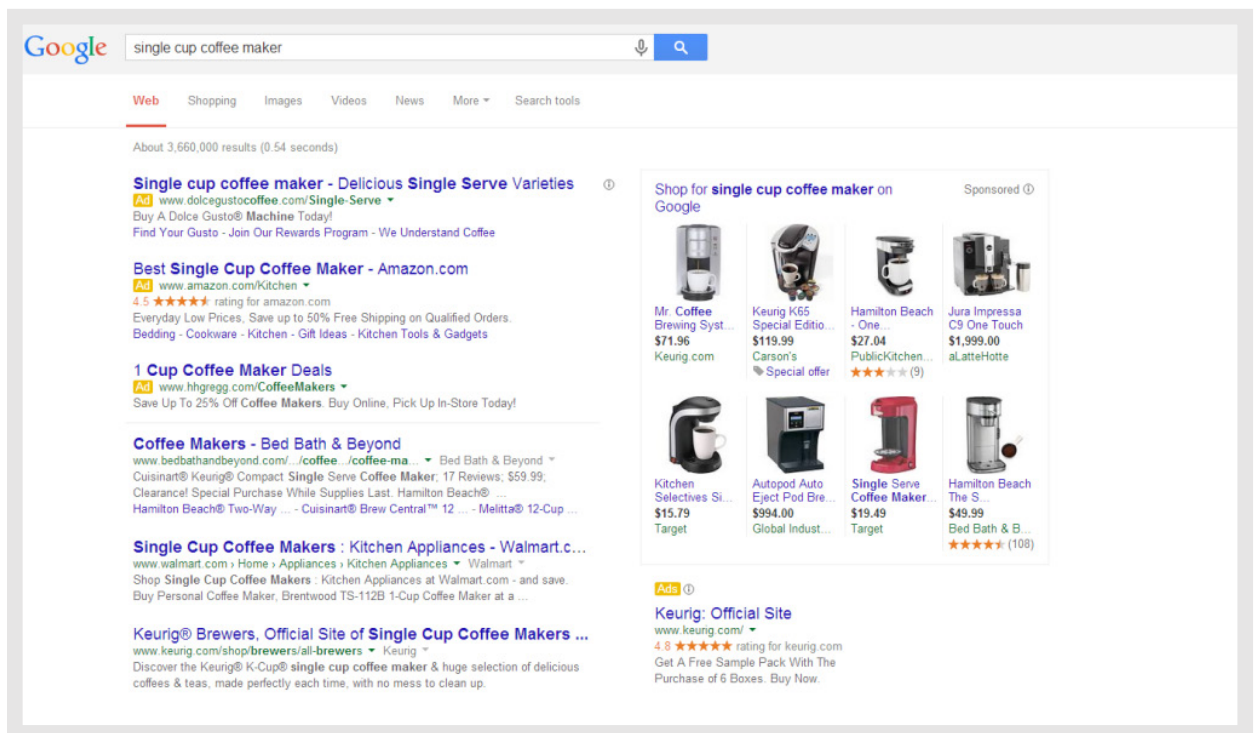 Google
single cup coffee maker
Web Shopping Images Videos News More Search tools
About 3,660,000 results (0.54 seconds)
Single cup coffee maker - Delicious Single Serve Varieties
Ad www.dolcegustocoffee.com/Single-Serve
Buy A Dolce Gusto® Machine Today!
Find Your Gusto - Join Our Rewards Program - We Understand Coffee
Best Single Cup Coffee Maker - Amazon.com
Ad www.amazon.com/Kitchen
4.5 ★★★★★ rating for amazon.com
Everyday Low Prices, Save up to 50% Free Shipping on Qualified Orders.
Bedding - Cookware - Kitchen - Gift Ideas - Kitchen Tools & Gadgets
1 Cup Coffee Maker Deals
Ad www.hhgregg.com/CoffeeMakers
Save Up To 25% Off Coffee Makers. Buy Online, Pick Up In-Store Today!
Coffee Makers - Bed Bath & Beyond
www.bedbathandbeyond.com/.../coffee.../coffee-ma... Bed Bath & Beyond
Cuisinart® Keurig® Compact Single Serve Coffee Maker; 17 Reviews; $59.99;
Clearance! Special Purchase While Supplies Last. Hamilton Beach® ...
Hamilton Beach® Two-Way ... - Cuisinart® Brew Central™ 12 ... - Melitta® 12-Cup ...
Single Cup Coffee Makers : Kitchen Appliances - Walmart.c...
www.walmart.com › Home › Appliances › Kitchen Appliances Walmart
Shop Single Cup Coffee Makers : Kitchen Appliances at Walmart.com - and save.
Buy Personal Coffee Maker, Brentwood TS-112B 1-Cup Coffee Maker at a ...
Keurig® Brewers, Official Site of Single Cup Coffee Makers ...
www.keurig.com/shop/brewers/all-brewers Keurig
Discover the Keurig® K-Cup® single cup coffee maker & huge selection of delicious
coffees & teas, made perfectly each time, with no mess to clean up.
Shop for single cup coffee maker on
Google
Sponsored
Mr. Coffee
Brewing Syst...
$71.96
Keurig.com
Keurig K65
Special Editio...
$119.99
Carson's
Special offer
Hamilton Beach
- One...
$27.04
PublicKitchen...
★★★★★ (9)
Jura Impressa
C9 One Touch
$1,999.00
aLatteHotte
Kitchen
Selectives Si...
$15.79
Target
Autopod Auto
Eject Pod Bre...
$994.00
Global Indust...
Single Serve
Coffee Maker...
$19.49
Target
Hamilton Beach
The S...
$49.99
Bed Bath & B...
★★★★★ (108)
Ads
Keurig: Official Site
www.keurig.com/
4.8 ★★★★★ rating for keurig.com
Get A Free Sample Pack With The
Purchase of 6 Boxes. Buy Now.